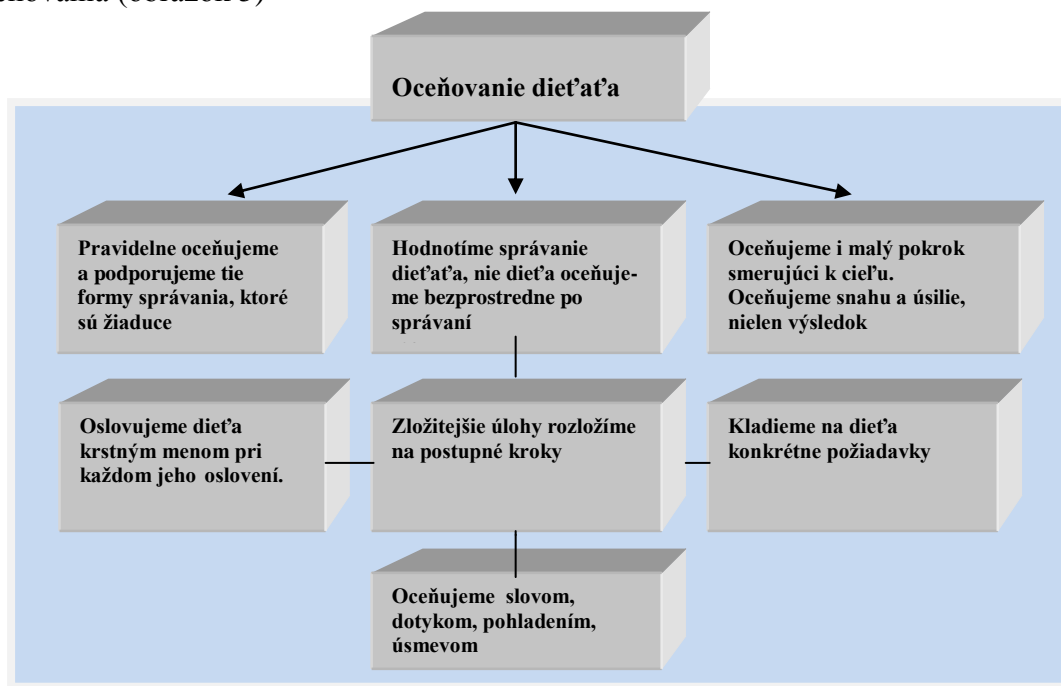 (obrázok 3)
Oceňovanie dieťaťa
Pravidelne oceňujeme
a podporujeme tie
formy správania, ktoré
sú žiaduce
Hodnotíme správanie
dieťaťa, nie dieťa oceňuje-
me bezprostredne po
správaní
Oceňujeme i malý pokrok
smerujúci k cieľu.
Oceňujeme snahu a úsilie,
nielen výsledok
Oslovujeme dieťa
krstným menom pri
každom jeho oslovení.
Zložitejšie úlohy rozložíme
na postupné kroky
Kladieme na dieťa
konkrétne požiadavky
Oceňujeme slovom,
dotykom, pohladením,
úsmevom